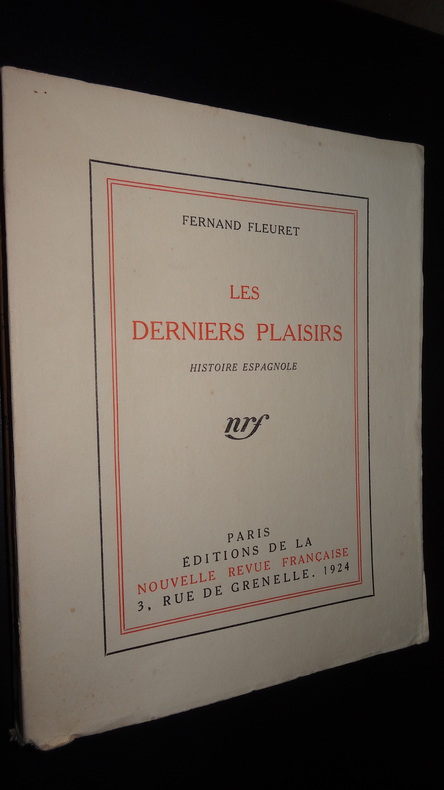 FERNAND FLEURET
LES
DERNIERS PLAISIRS
HISTOIRE ESPAGNOLE
nrf
PARIS
ÉDITIONS DE LA
NOUVELLE REVUE FRANÇAISE
3, RUE DE GRENELLE. 1924